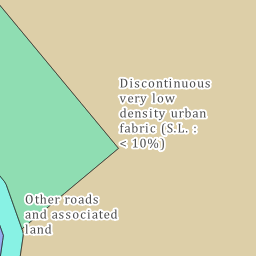 Discontinuous
very low
density urban
fabric (S.L. :
< 10%)
Other roads
and associated
land